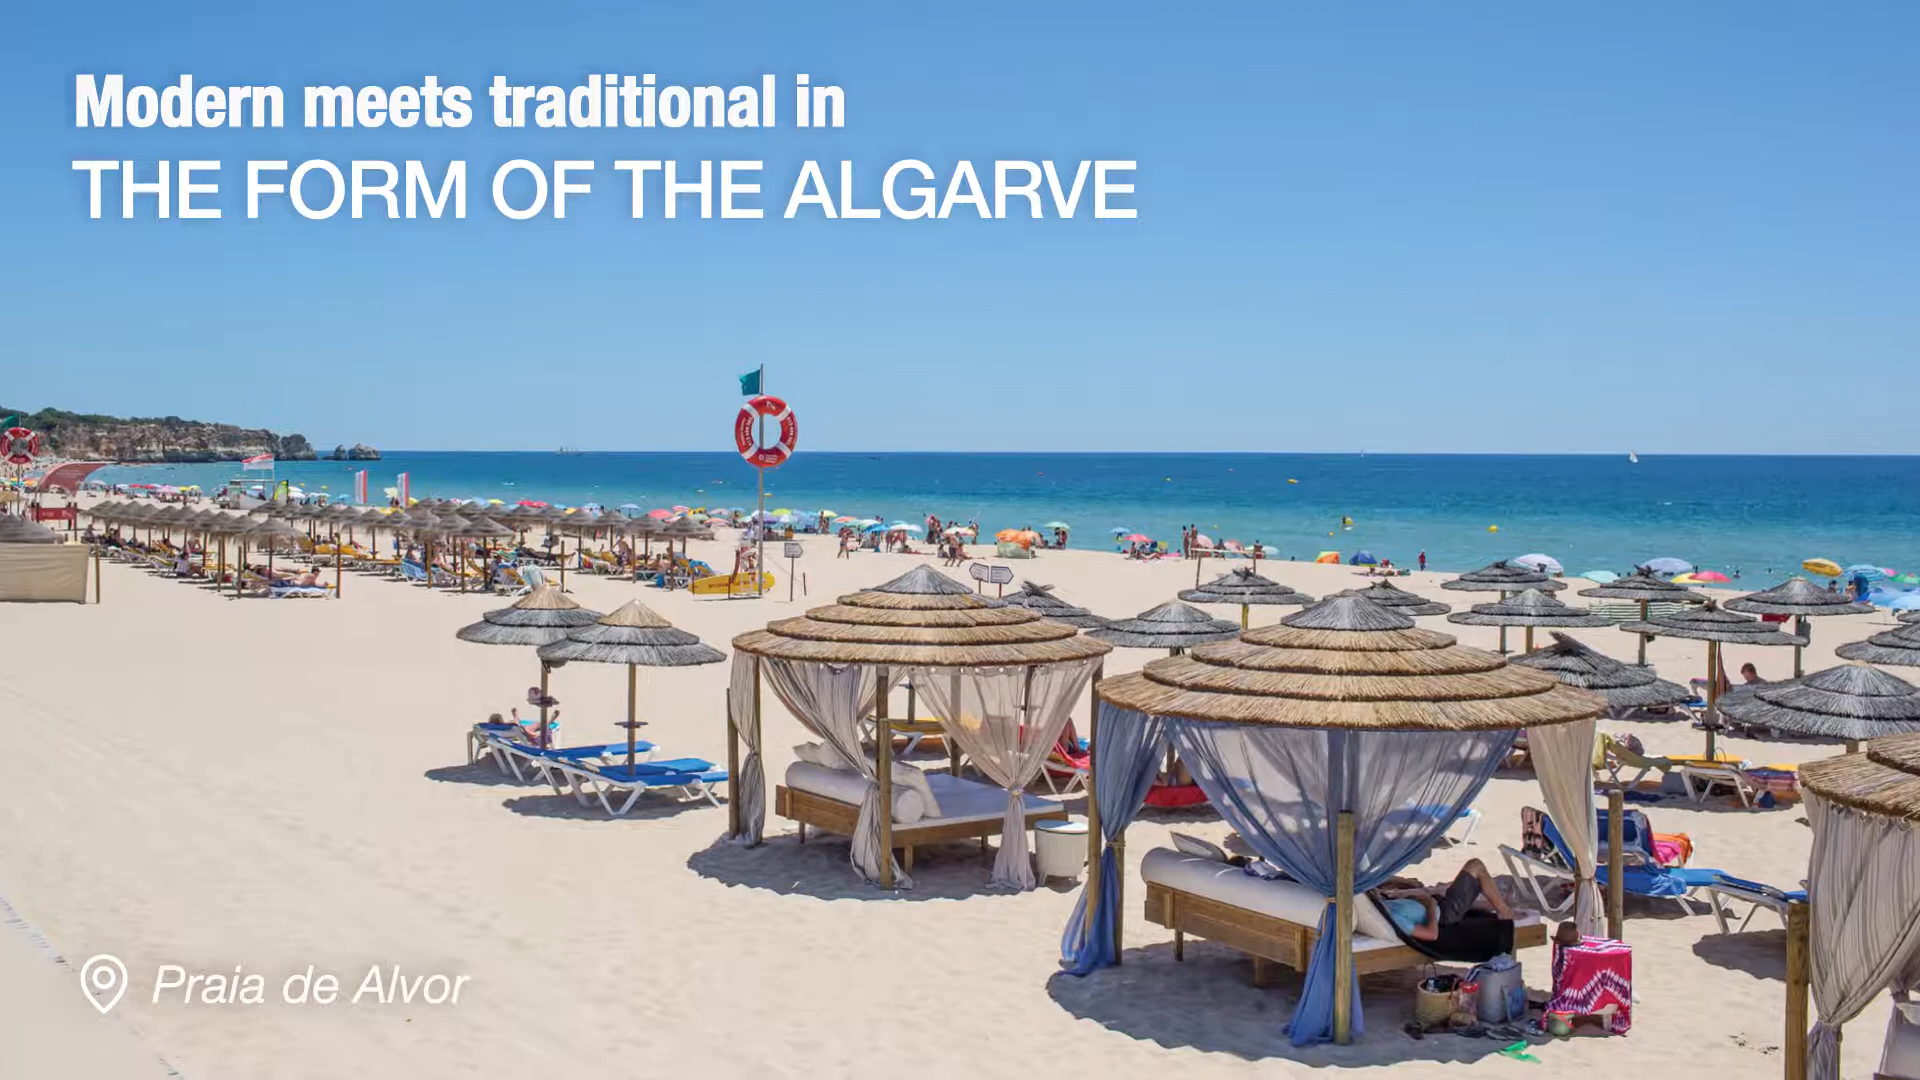 Modern meets traditional in
THE FORM OF THE ALGARVE
Praia de Alvor